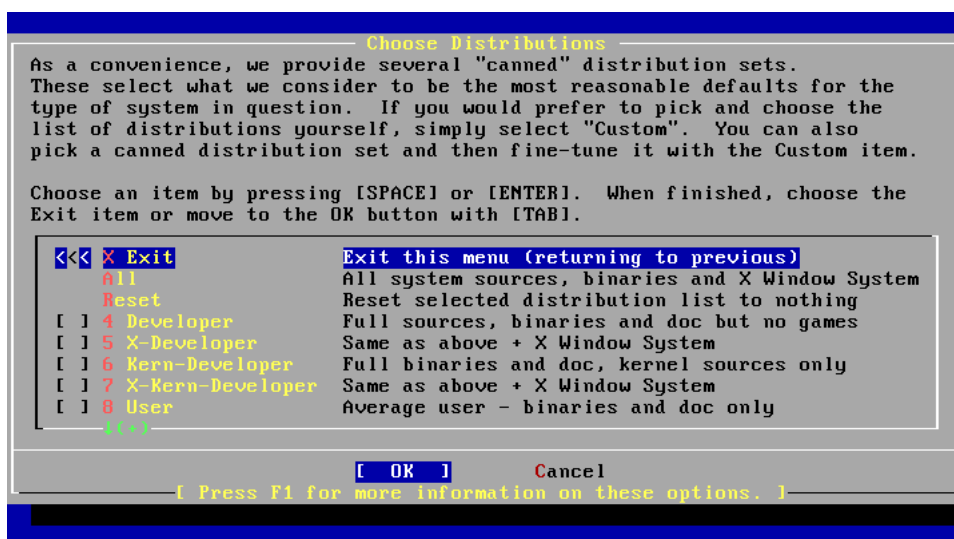 Choose Distributions
As a convenience, we provide several "canned" distribution sets.
These select what we consider to be the most reasonable defaults for the
type of system in question.  If you would prefer to pick and choose the
list of distributions yourself, simply select "Custom".  You can also
pick a canned distribution set and then fine-tune it with the Custom item.
Choose an item by pressing [SPACE] or [ENTER].  When finished, choose the
Exit item or move to the OK button with [TAB].
<<< X Exit Exit this menu (returning to previous)
All All system sources, binaries and X Window System
Reset Reset selected distribution list to nothing
[ ] 4 Developer Full sources, binaries and doc but no games
[ ] 5 X-Developer Same as above + X Window System
[ ] 6 Kern-Developer Full binaries and doc, kernel sources only
[ ] 7 X-Kern-Developer Same as above + X Window System
[ ] 8 User Average user - binaries and doc only
↓(+)
[ OK ] Cancel
[ Press F1 for more information on these options. ]